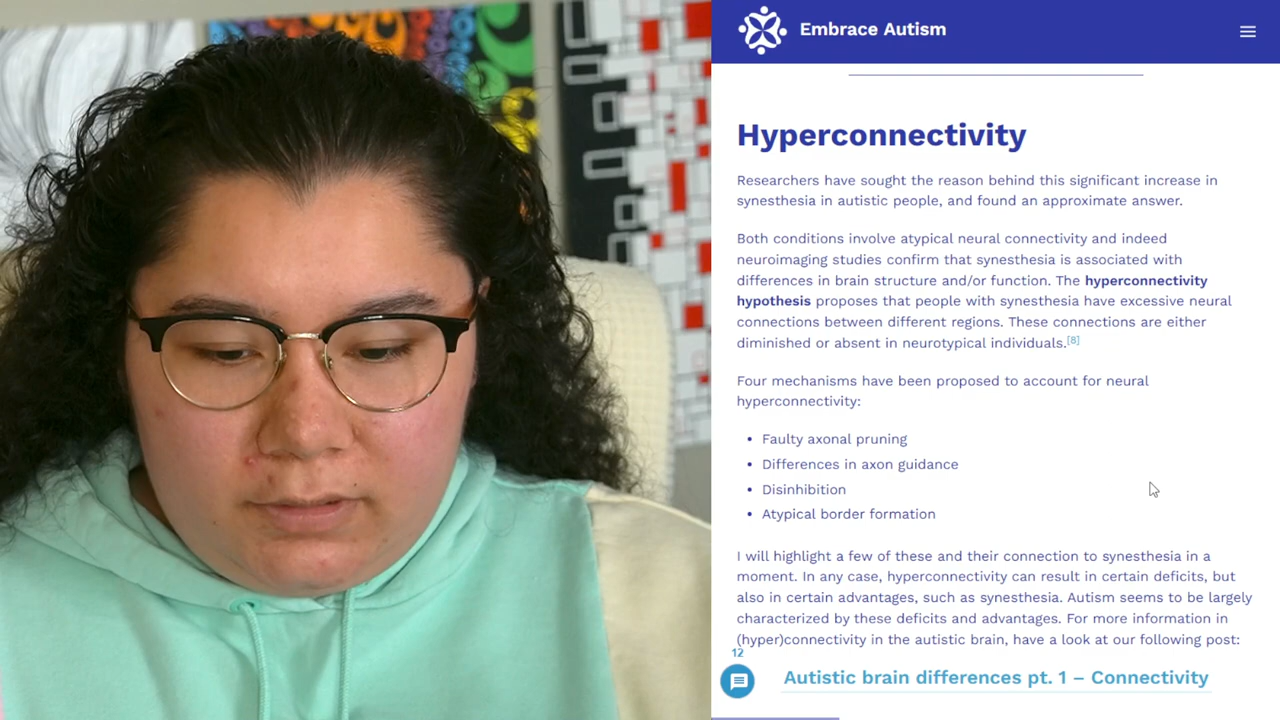 Embrace Autism
Hyperconnectivity
Researchers have sought the reason behind this significant increase in
synesthesia in autistic people, and found an approximate answer.
Both conditions involve atypical neural connectivity and indeed
neuroimaging studies confirm that synesthesia is associated with
differences in brain structure and/or function. The hyperconnectivity
hypothesis proposes that people with synesthesia have excessive neural
connections between different regions. These connections are either
diminished or absent in neurotypical individuals.[8]
Four mechanisms have been proposed to account for neural
hyperconnectivity:
• Faulty axonal pruning
• Differences in axon guidance
• Disinhibition
• Atypical border formation
I will highlight a few of these and their connection to synesthesia in a
moment. In any case, hyperconnectivity can result in certain deficits, but
also in certain advantages, such as synesthesia. Autism seems to be largely
characterized by these deficits and advantages. For more information in
(hyper)connectivity in the autistic brain, have a look at our following post:
12
Autistic brain differences pt. 1 – Connectivity